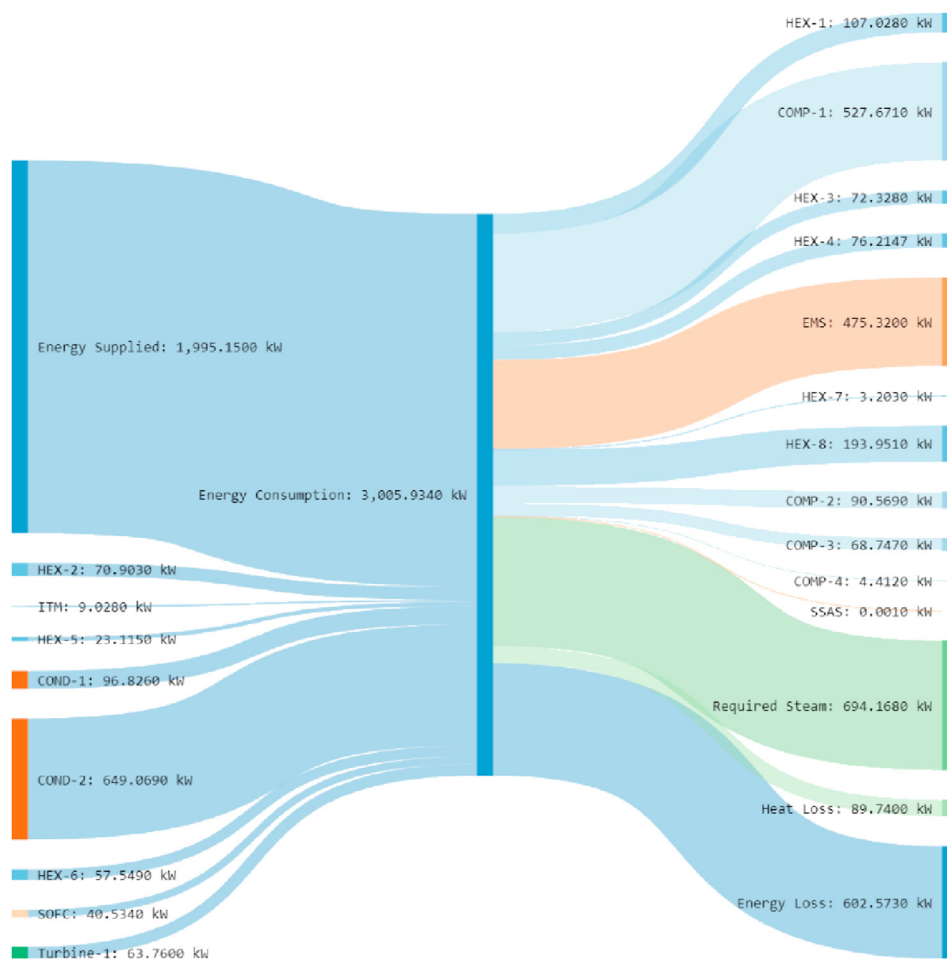 HEX-1: 107.0280 kW
COMP-1: 527.6710 kW
HEX-3: 72.3280 kW
HEX-4: 76.2147 kW
EMS: 475.3200 kW
Energy Supplied: 1,995.1500 kW
HEX-7: 3.2030 kW
HEX-8: 193.9510 kW
Energy Consumption: 3,005.9340 kW
COMP-2: 90.5690 kW
COMP-3: 68.7470 kW
HEX-2: 70.9030 kW
COMP-4: 4.4120 kW
ITM: 9.0280 kW
SSAS: 0.0010 kW
HEX-5: 23.1150 kW
COND-1: 96.8260 kW
Required Steam: 694.1680 kW
COND-2: 649.0690 kW
Heat Loss: 89.7400 kW
HEX-6: 57.5490 kW
Energy Loss: 602.5730 kW
SOFC: 40.5340 kW
Turbine-1: 63.7600 kW